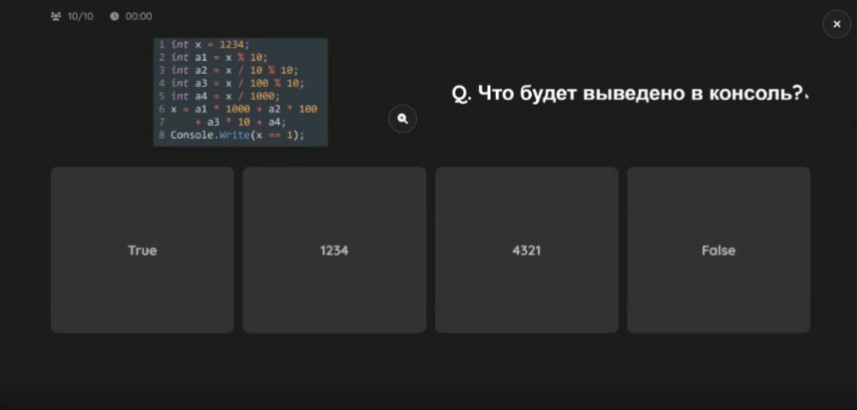 10/10 00:00
1 int x = 1234;
2 int a1 = x % 10;
3 int a2 = x / 10 % 10;
4 int a3 = x / 100 % 10;
5 int a4 = x / 1000;
6 x = a1 * 1000 + a2 * 100
7 + a3 * 10 + a4;
8 Console.Write(x == 1);
Q. Что будет выведено в консоль?
True
1234
4321
False